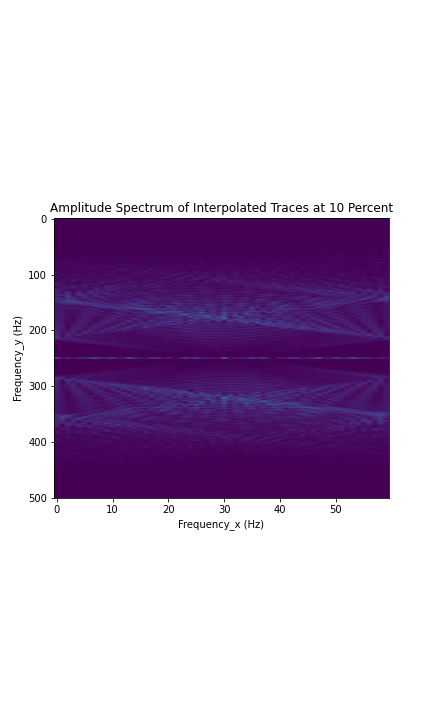 Amplitude Spectrum of Interpolated Traces at 10 Percent
0
100
200
300
400
500
Frequency_y (Hz)
0 10 20 30 40 50
Frequency_x (Hz)